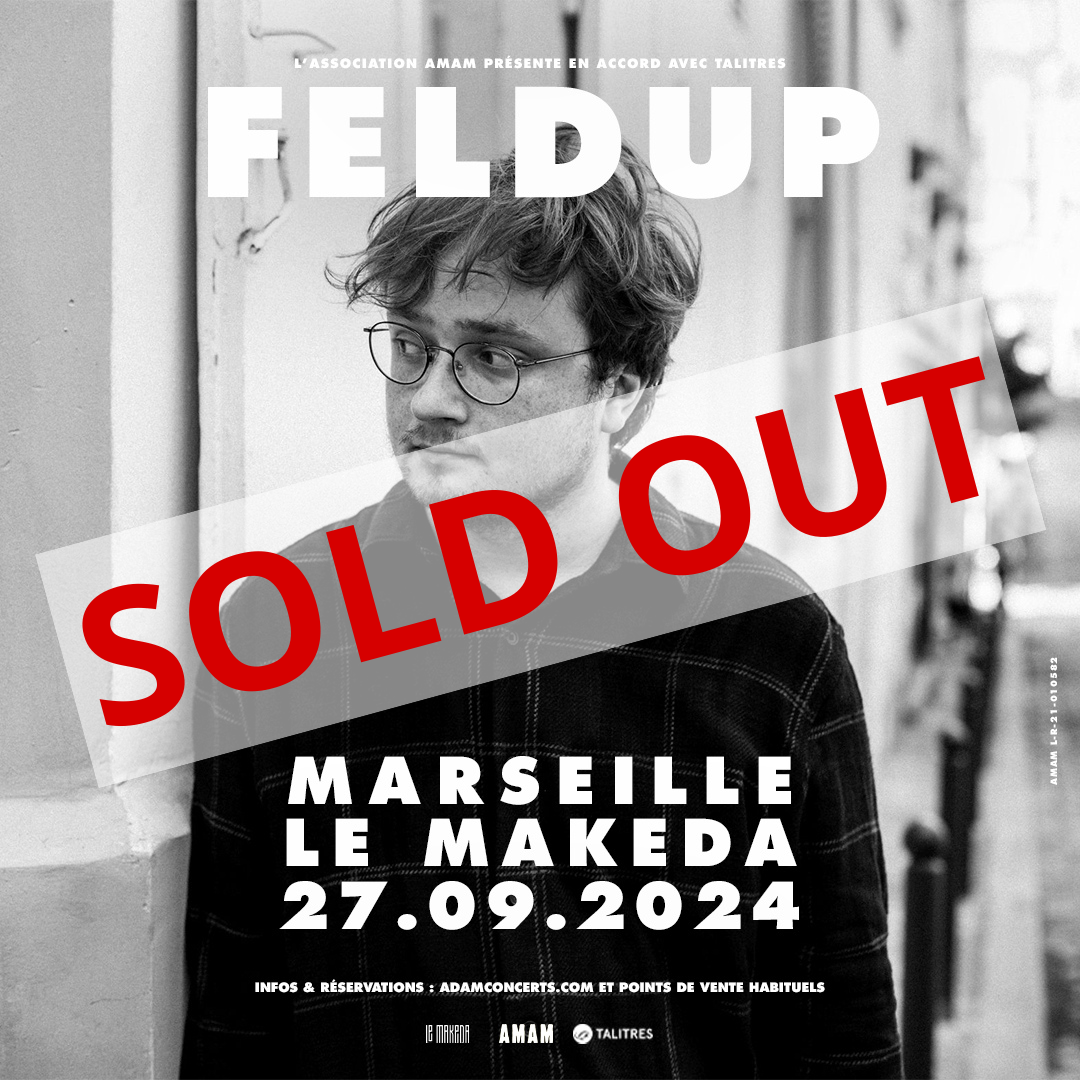 L'ASSOCIATION AMAM PRÉSENTE EN ACCORD AVEC TALITRES
FELDUP
SOLD OUT
AMAM L-R-21-010582
MARSEILLE
LE MAKEDA
27.09.2024
INFOS & RÉSERVATIONS : ADAMCONCERTS.COM ET POINTS DE VENTE HABITUELS
LE MAKEDA AMAM TALITRES